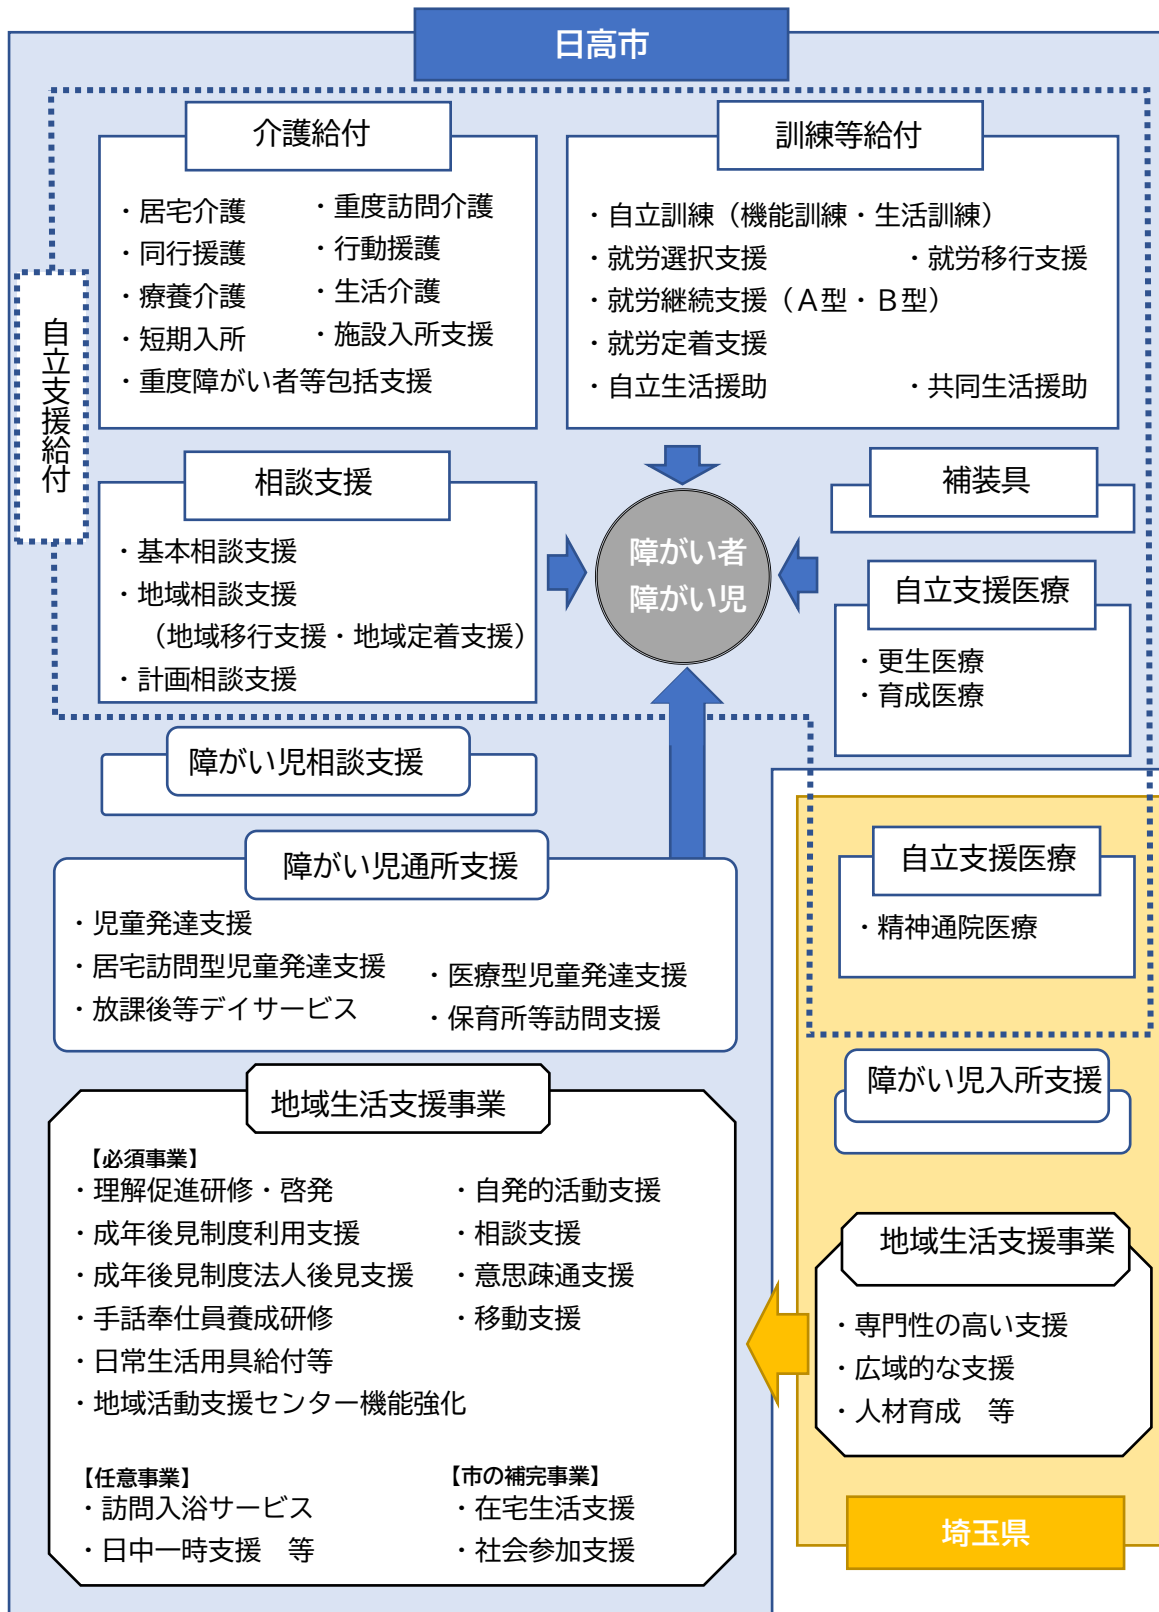 日高市
介護給付
・居宅介護
・重度訪問介護
・同行援護
・行動援護
・療養介護
・生活介護
・短期入所
・施設入所支援
・重度障がい者等包括支援
訓練等給付
・自立訓練（機能訓練・生活訓練）
・就労選択支援
・就労移行支援
・就労継続支援（Ａ型・Ｂ型）
・就労定着支援
・自立生活援助
・共同生活援助
自立支援給付
相談支援
・基本相談支援
・地域相談支援
（地域移行支援・地域定着支援）
・計画相談支援
障がい者
障がい児
補装具
自立支援医療
・更生医療
・育成医療
障がい児相談支援
障がい児通所支援
・児童発達支援
・居宅訪問型児童発達支援
・医療型児童発達支援
・放課後等デイサービス
・保育所等訪問支援
自立支援医療
・精神通院医療
障がい児入所支援
地域生活支援事業
【必須事業】
・理解促進研修・啓発
・自発的活動支援
・成年後見制度利用支援
・相談支援
・成年後見制度法人後見支援
・意思疎通支援
・手話奉仕員養成研修
・移動支援
・日常生活用具給付等
・地域活動支援センター機能強化
【任意事業】
・訪問入浴サービス
・日中一時支援　等
【市の補完事業】
・在宅生活支援
・社会参加支援
地域生活支援事業
・専門性の高い支援
・広域的な支援
・人材育成　等
埼玉県